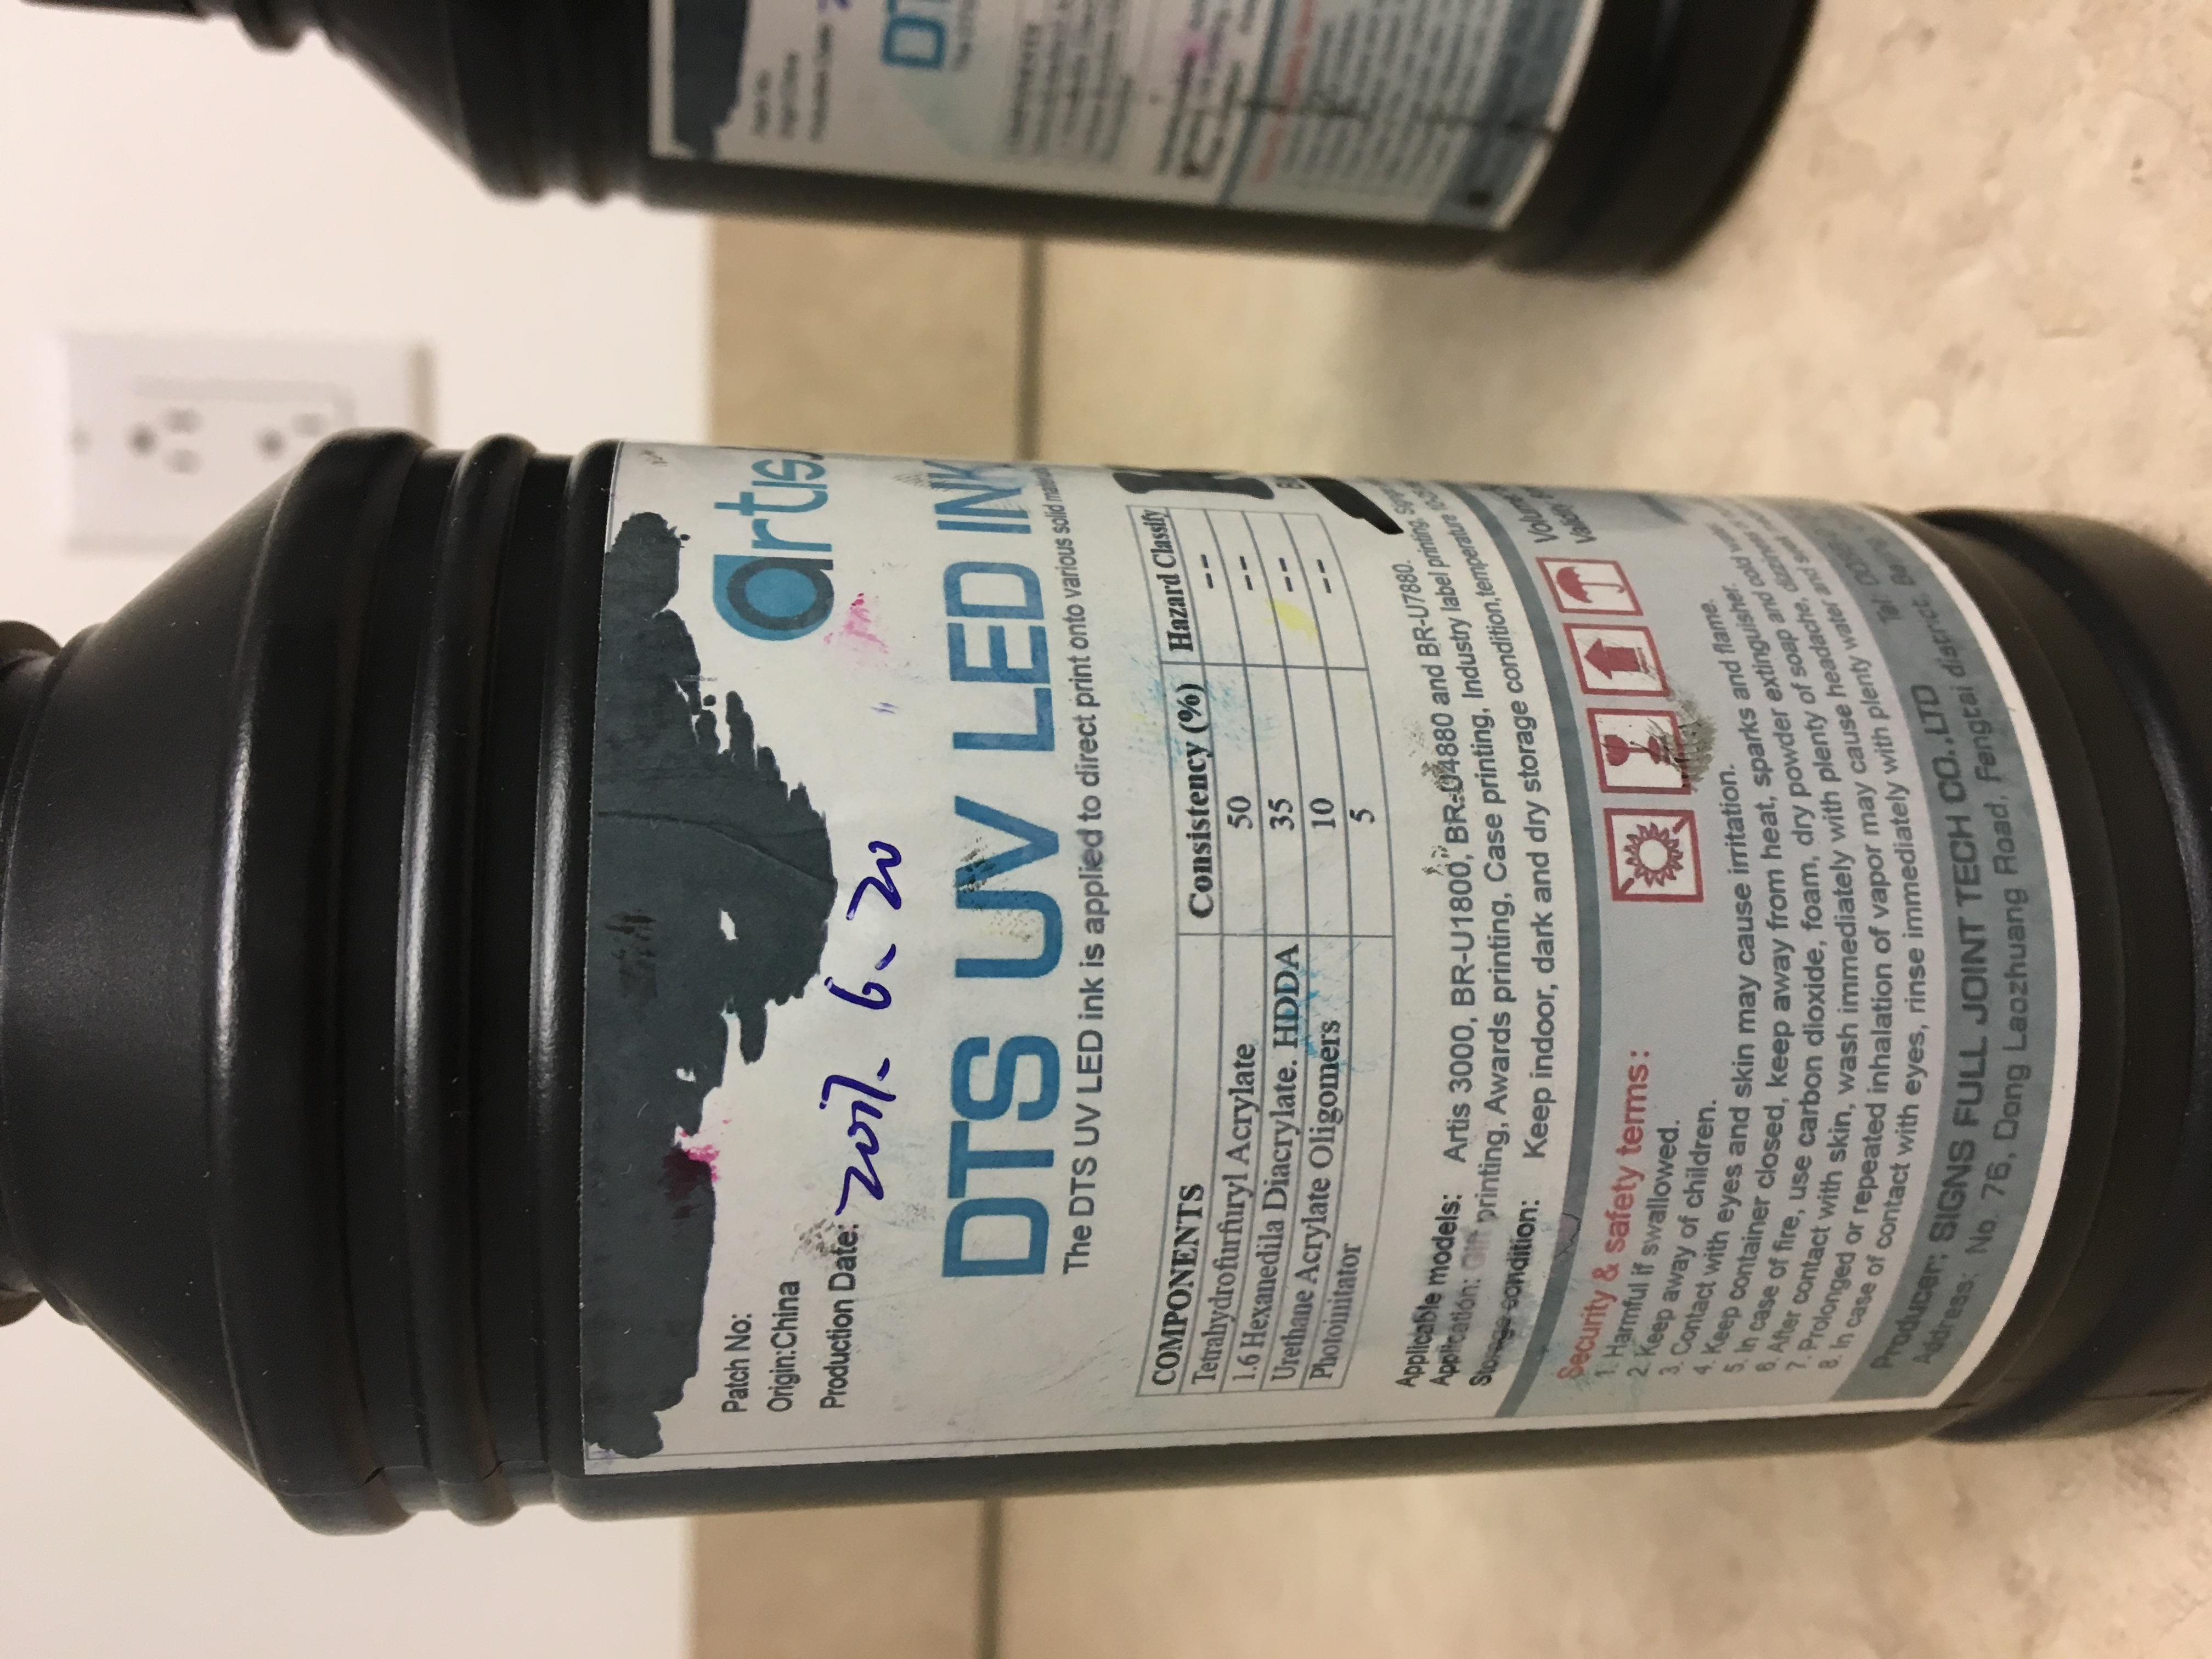 artis
Patch No:
Origin:China
Production Date: 2017. 6. 20
DTS UV LED INK
The DTS UV LED ink is applied to direct print onto various solid
COMPONENTS Consistency (%) Hazard Classify
Tetrahydrofurfuryl Acrylate 50 --
1.6 Hexamedila Diacrylate. HDDA 35 --
Urethane Acrylate Oligomers 10 --
Photoinitator 5 --
Applicable models: Artis 3000, BR-U1800, BR-U4880 and BR-U7880.
Application: Gift printing, Awards printing, Case printing, Industry label printing,
Storage condition: Keep indoor, dark and dry storage condition,temperature
Security & safety terms:
1. Harmful if swallowed.
2. Keep away of children.
3. Contact with eyes and skin may cause irritation.
4. Keep container closed, keep away from heat, sparks and flame.
5. In case of fire, use carbon dioxide, foam, dry powder extinguisher.
6. After contact with skin, wash immediately with plenty of soap and cold
7. Prolonged or repeated inhalation of vapor may cause headache,
8. In case of contact with eyes, rinse immediately with plenty water and
Producer: SIGNS FULL JOINT TECH CO.,LTD
Address: No. 76, Dong Laozhuang Road, Fengtai district,